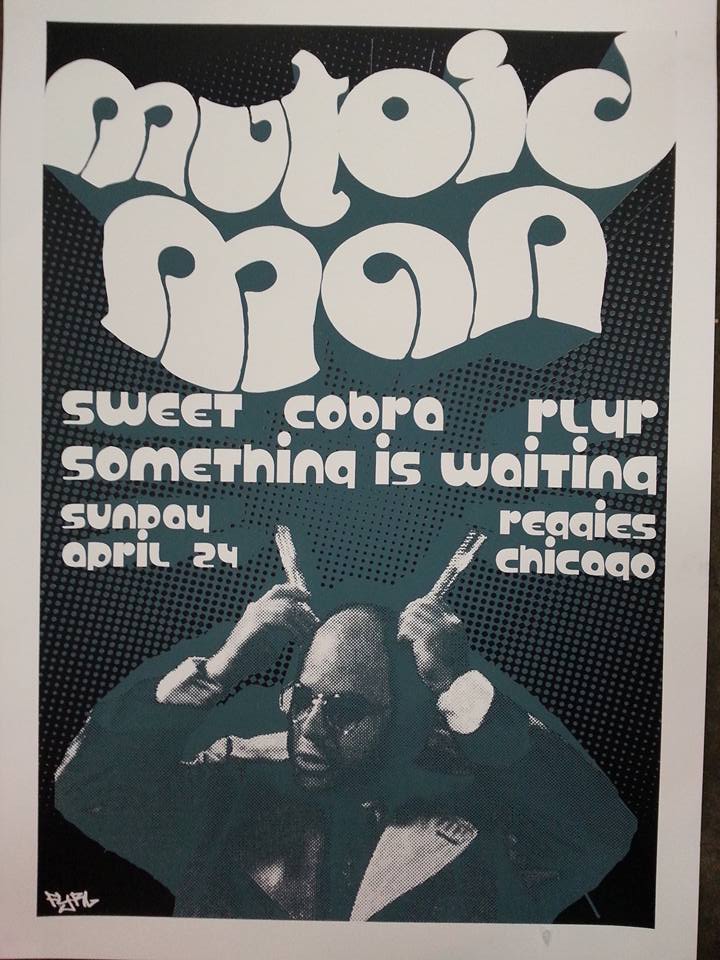 mutoid
man
sweet cobra rlyr
something is waiting
sunday reggies
april 24 chicago